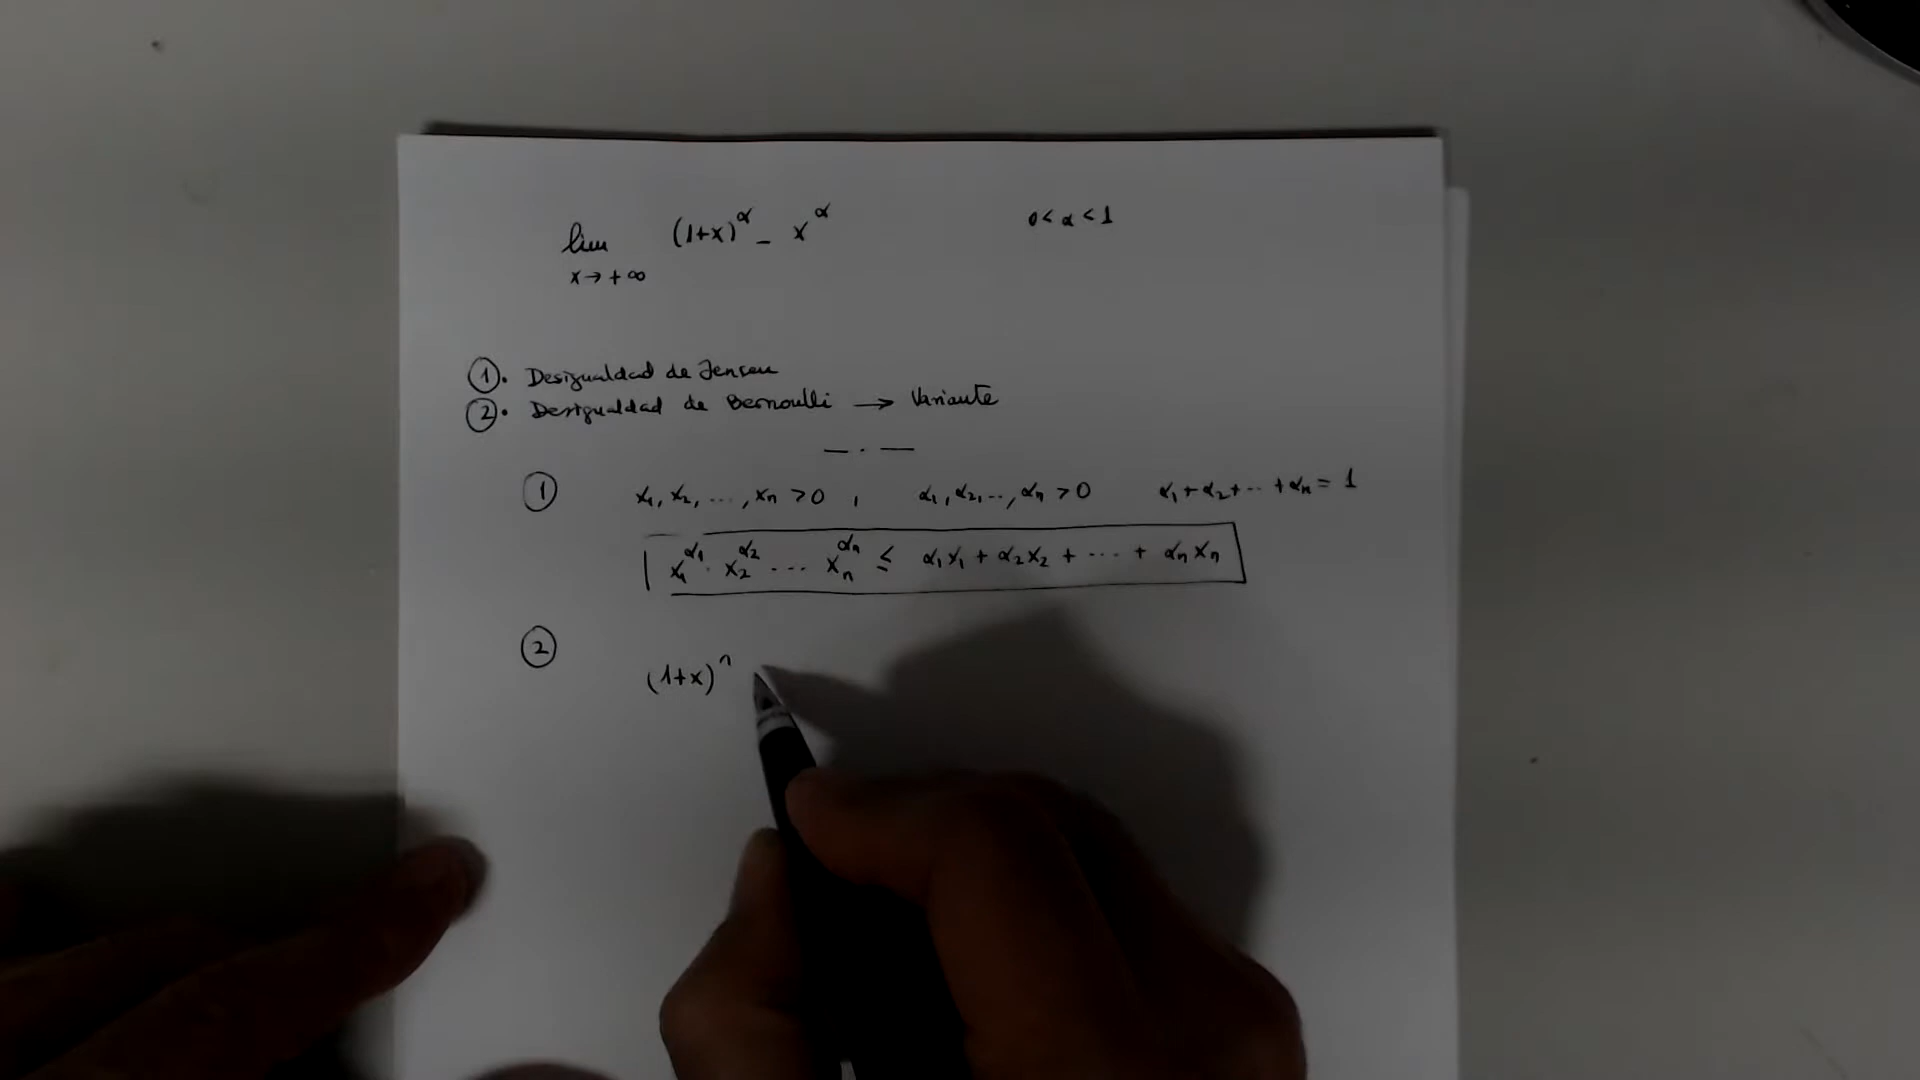 lim (1+x)^α - x^α 0 < α < 1
x → +∞
①. Desigualdad de Jensen
②. Desigualdad de Bernoulli → Variante
— · —
① x₁, x₂, ..., xₙ > 0 , α₁, α₂, ..., αₙ > 0 α₁ + α₂ + ... + αₙ = 1
x₁^α₁ · x₂^α₂ ... xₙ^αₙ ≤ α₁x₁ + α₂x₂ + ... + αₙxₙ
②
(1+x)^n